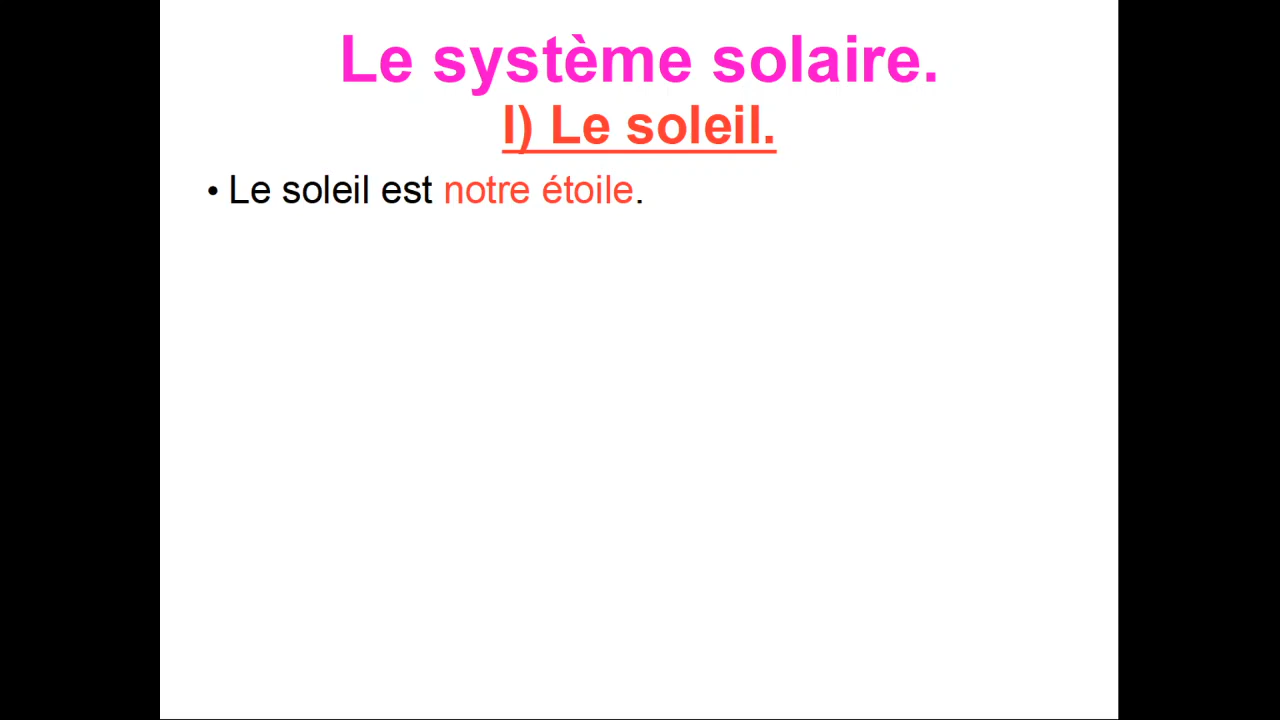 Le système solaire.
I) Le soleil.
• Le soleil est notre étoile.